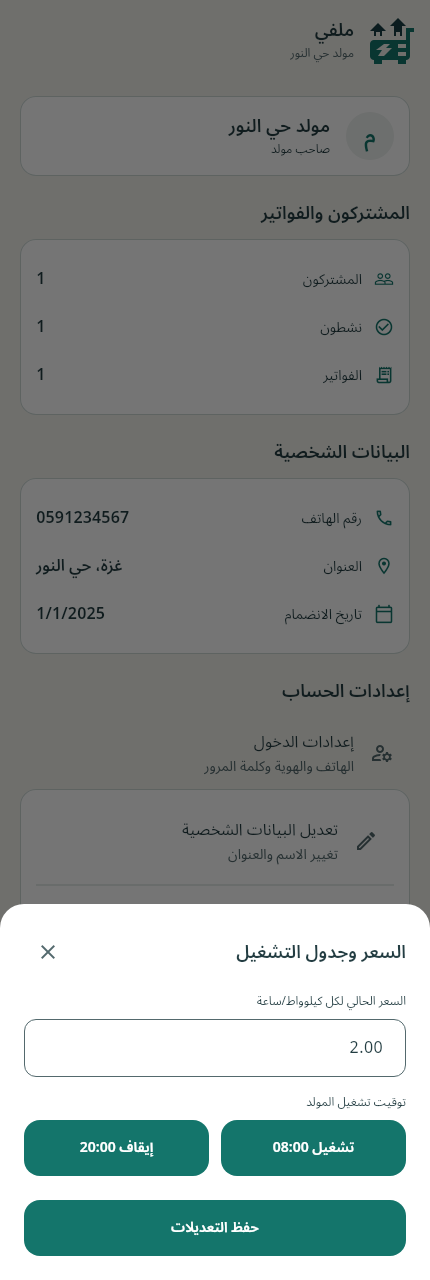 ملفي
مولد حي النور
م
مولد حي النور
صاحب مولد
المشتركون والفواتير
المشتركون 1
نشطون 1
الفواتير 1
البيانات الشخصية
رقم الهاتف 0591234567
العنوان غزة، حي النور
تاريخ الانضمام 1/1/2025
إعدادات الحساب
إعدادات الدخول
الهاتف والهوية وكلمة المرور
تعديل البيانات الشخصية
تغيير الاسم والعنوان
السعر وجدول التشغيل
السعر الحالي لكل كيلوواط/ساعة
2.00
توقيت تشغيل المولد
تشغيل 08:00 إيقاف 20:00
حفظ التعديلات